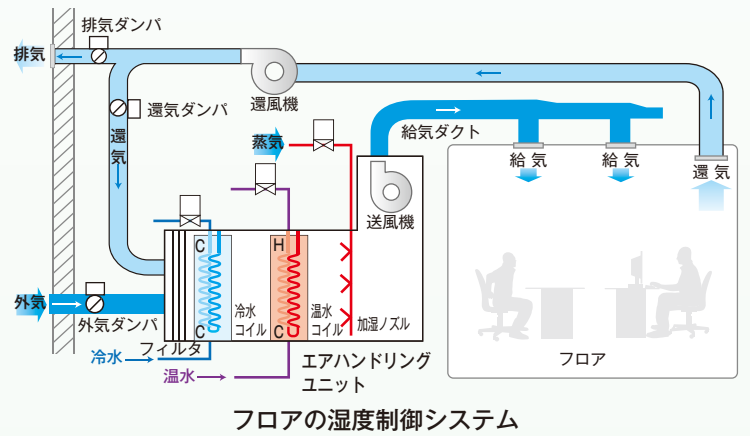 排気ダンパ
排気
還風機
還気ダンパ
還
気
蒸気
給気ダクト
給気
給気
還気
送風機
C
H
冷水
コイル
温水
コイル
加湿ノズル
C
C
外気
外気ダンパ
フィルタ
冷水
温水
エアハンドリング
ユニット
フロア
フロアの湿度制御システム